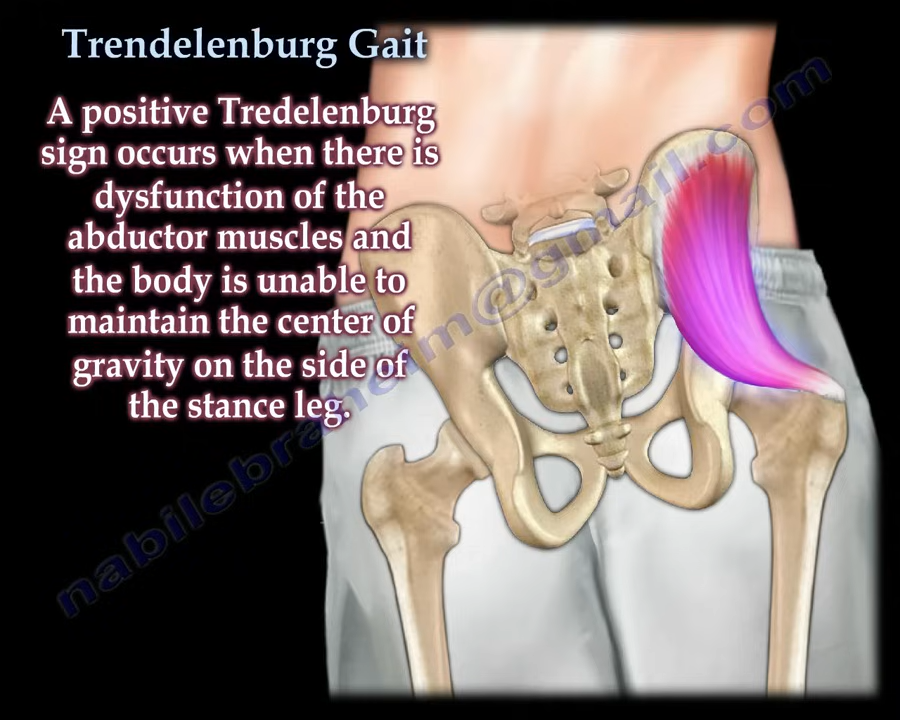 Trendelenburg Gait
A positive Tredelenburg
sign occurs when there is
dysfunction of the
abductor muscles and
the body is unable to
maintain the center of
gravity on the side of
the stance leg.
nabilebraheim@gmail.com